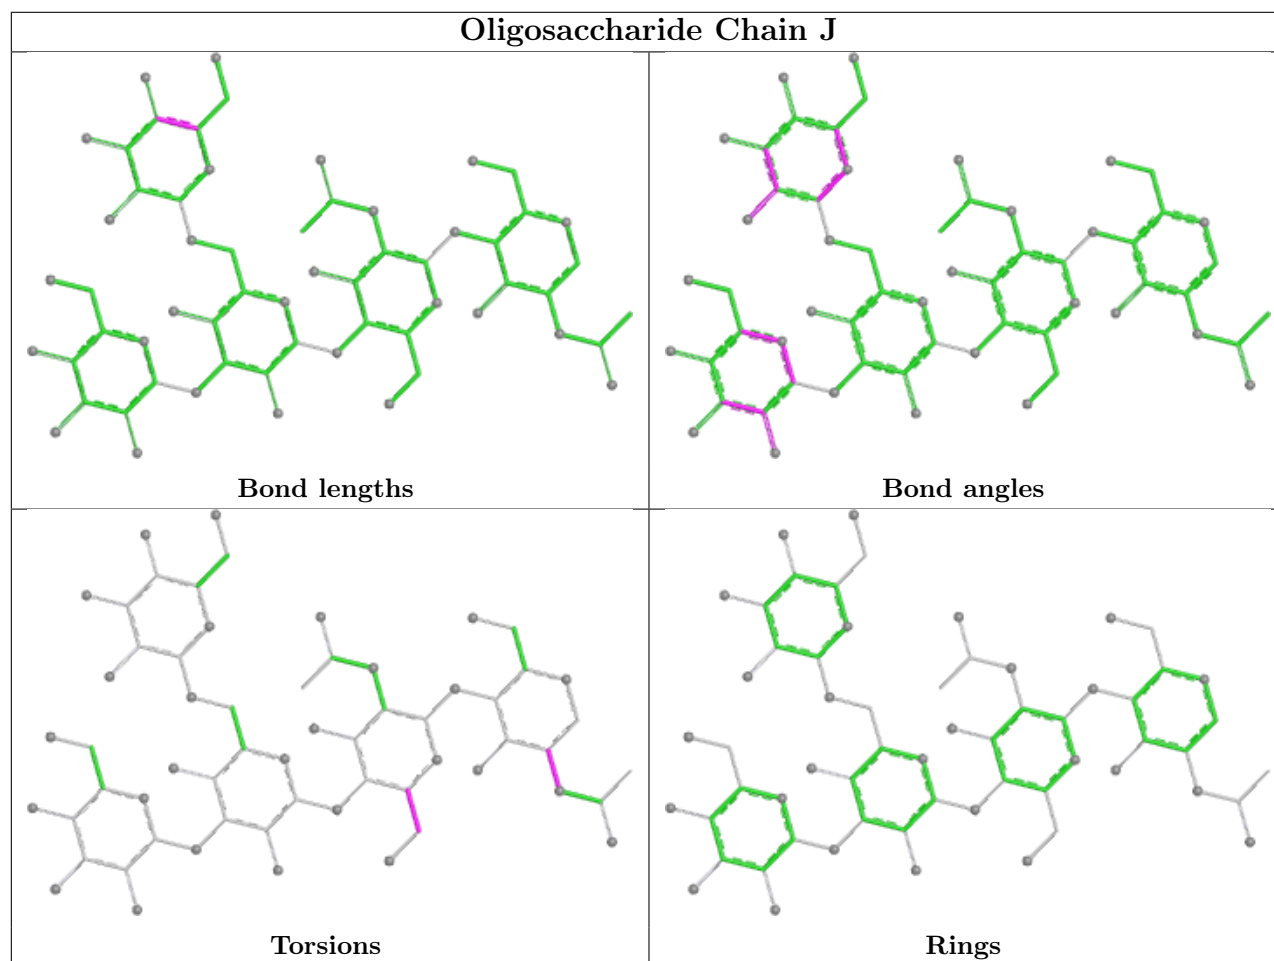 Oligosaccharide Chain J
Bond lengths
Bond angles
Torsions
Rings